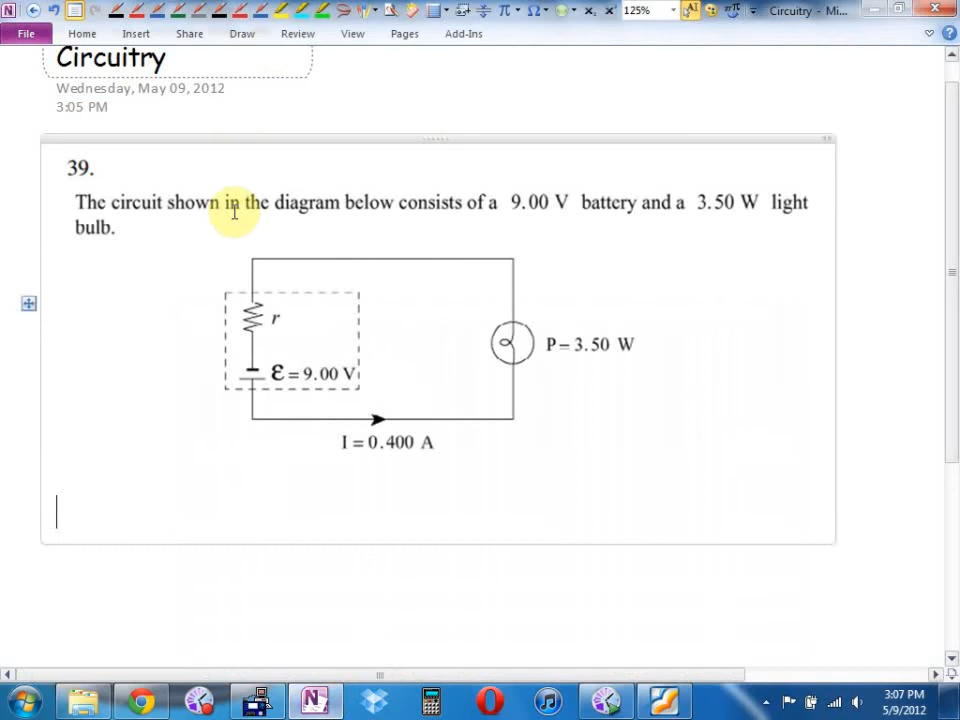 125%
Circuitry - Mi...
File Home Insert Share Draw Review View Pages Add-Ins
Circuitry
Wednesday, May 09, 2012
3:05 PM
39.
The circuit shown in the diagram below consists of a 9.00 V battery and a 3.50 W light
bulb.
r
P = 3.50 W
ε = 9.00 V
I = 0.400 A
3:07 PM
5/9/2012